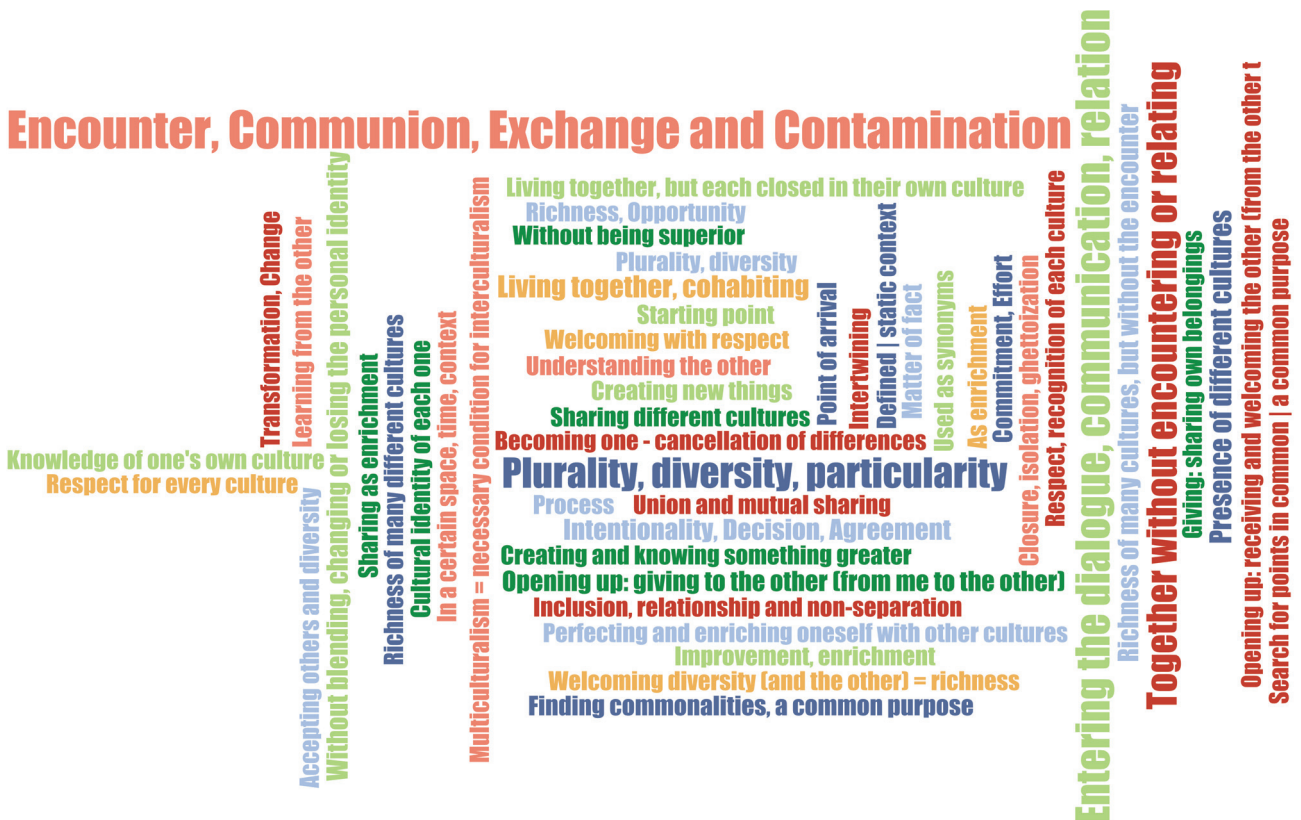 Encounter, Communion, Exchange and Contamination
Knowledge of one's own culture
Respect for every culture
Transformation, Change
Learning from the other
Accepting others and diversity
Without blending, changing or losing the personal identity
Sharing as enrichment
Richness of many different cultures
Cultural identity of each one
In a certain space, time, context
Multiculturalism = necessary condition for interculturalism
Living together, but each closed in their own culture
Richness, Opportunity
Without being superior
Plurality, diversity
Living together, cohabiting
Starting point
Welcoming with respect
Understanding the other
Creating new things
Sharing different cultures
Becoming one - cancellation of differences
Plurality, diversity, particularity
Process
Union and mutual sharing
Intentionality, Decision, Agreement
Creating and knowing something greater
Opening up: giving to the other (from me to the other)
Inclusion, relationship and non-separation
Perfecting and enriching oneself with other cultures
Improvement, enrichment
Welcoming diversity (and the other) = richness
Finding commonalities, a common purpose
Point of arrival
Intertwining
Defined | static context
Matter of fact
Used as synonyms
As enrichment
Commitment, Effort
Closure, isolation, ghettoization
Respect, recognition of each culture
Entering the dialogue, communication, relation
Richness of many cultures, but without the encounter
Together without encountering or relating
Giving: sharing own belongings
Presence of different cultures
Opening up: receiving and welcoming the other (from the other t
Search for points in common | a common purpose